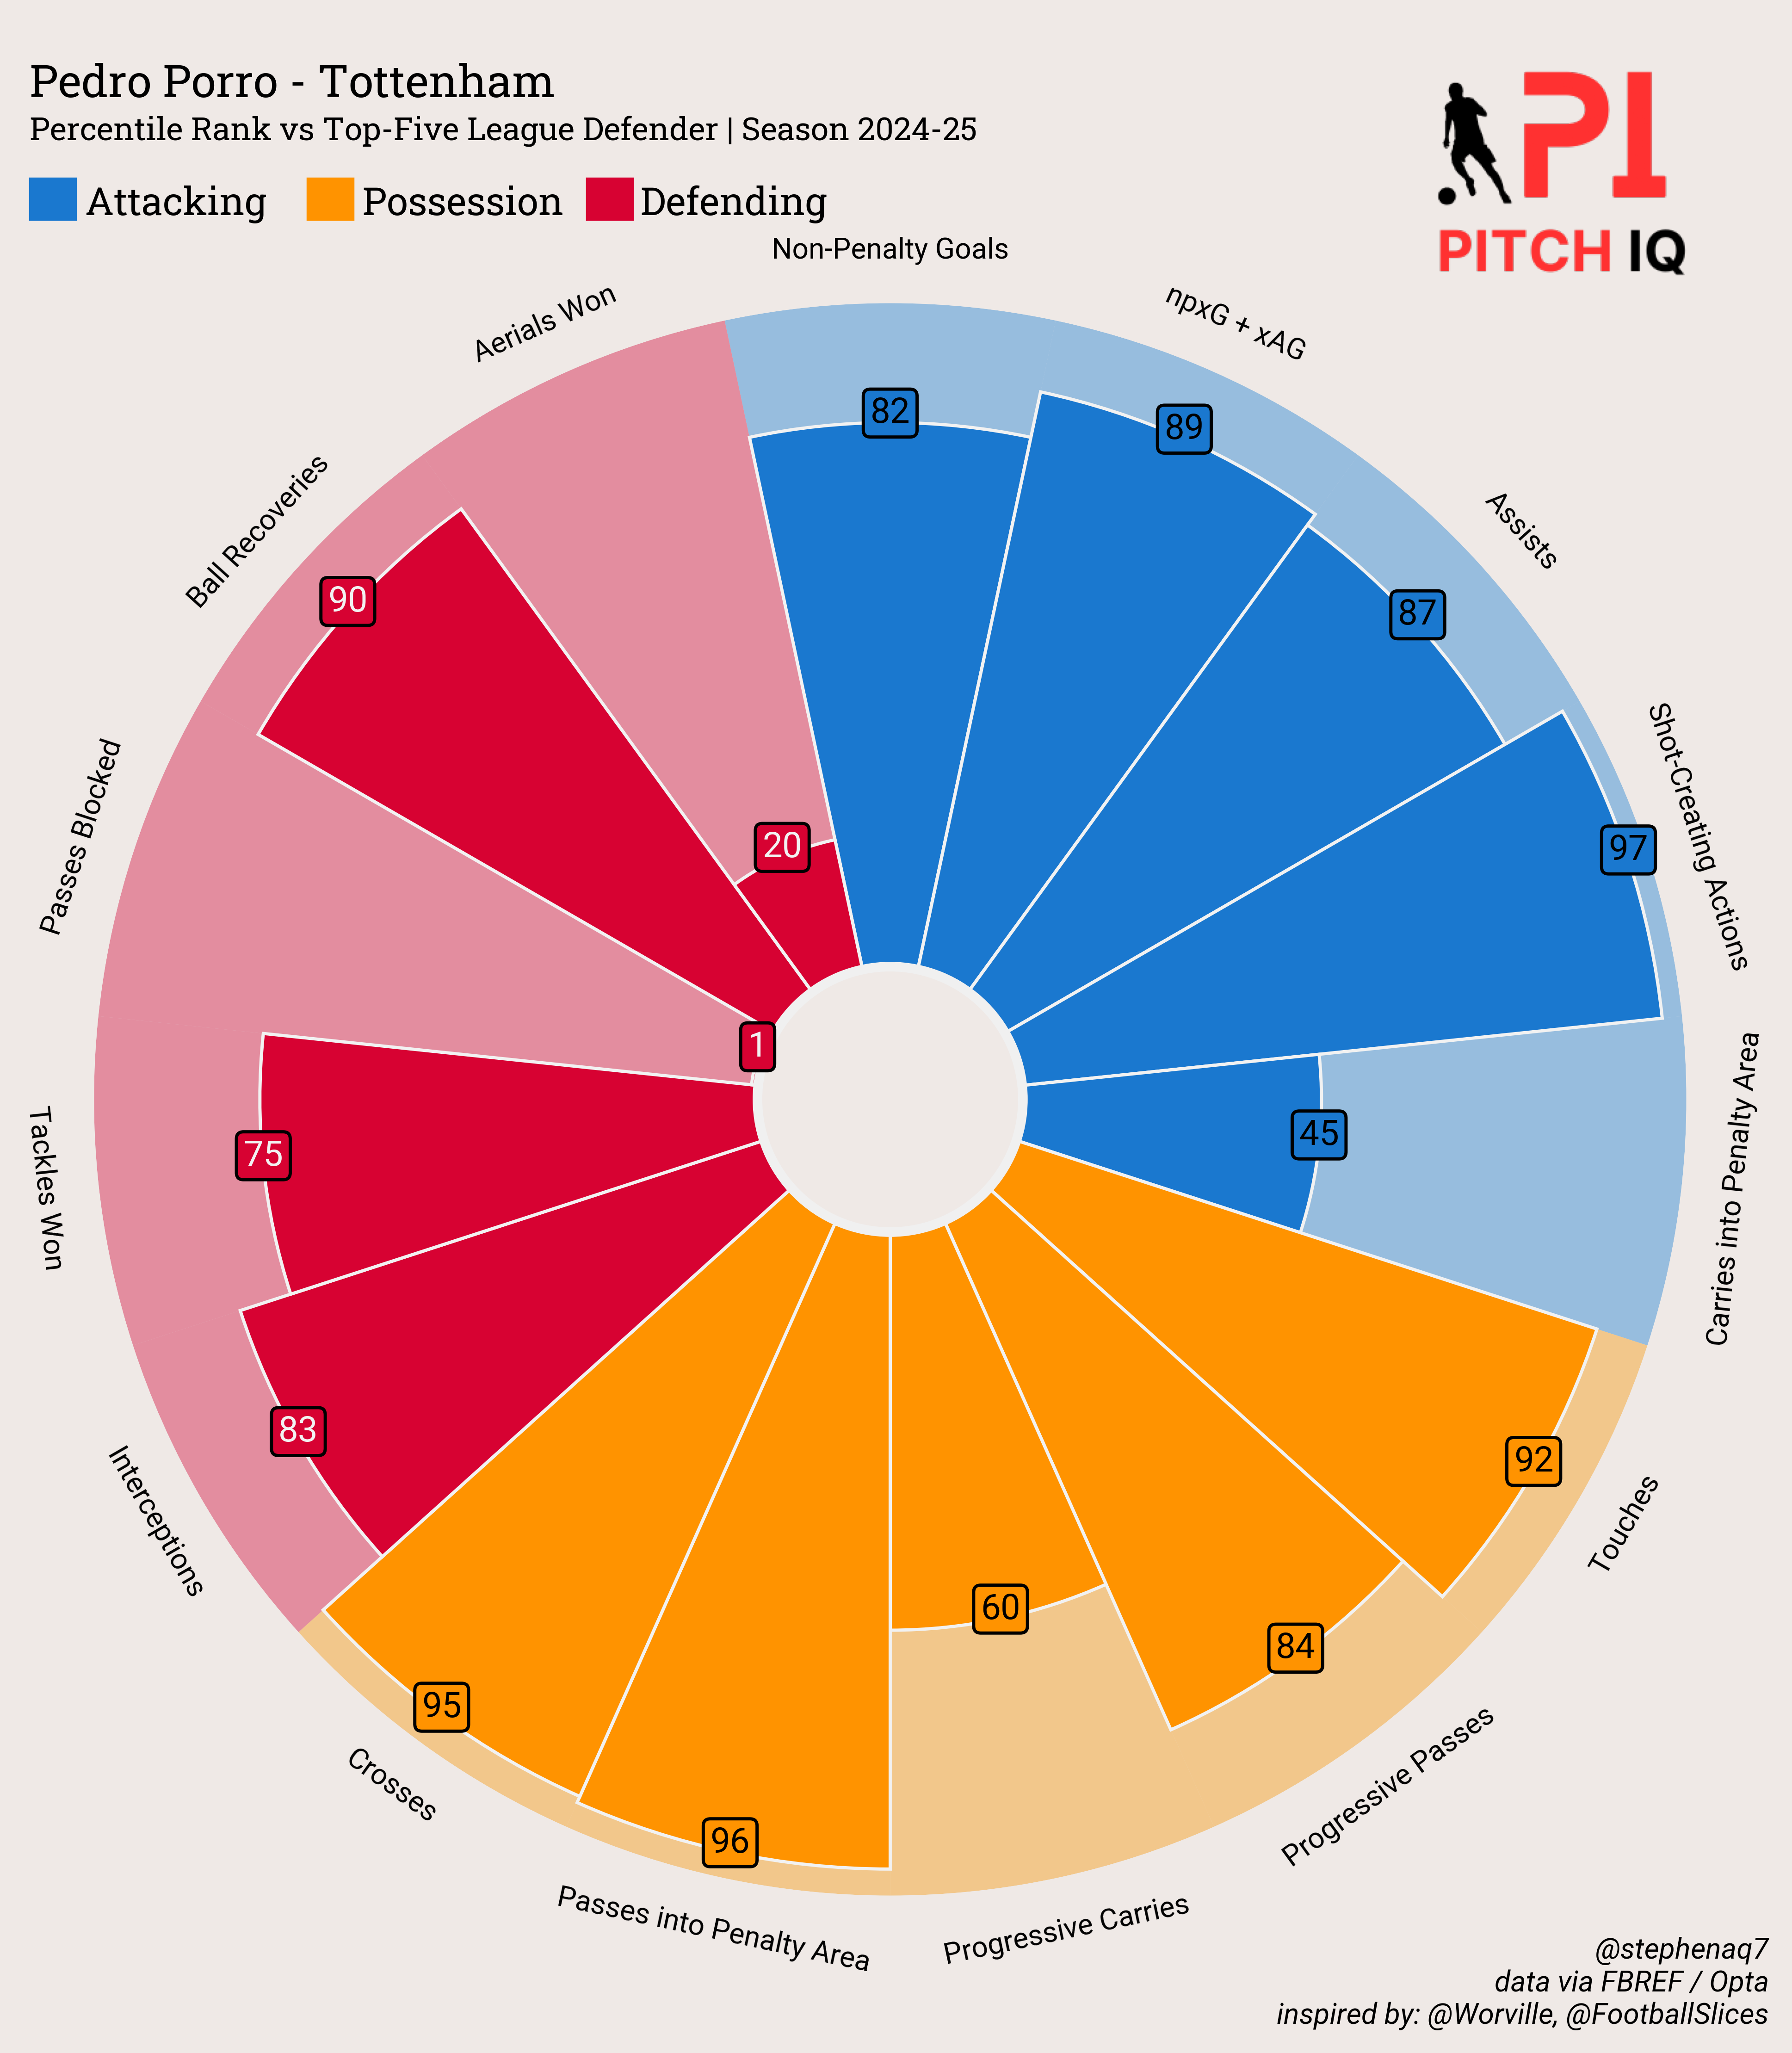 Pedro Porro - Tottenham
Percentile Rank vs Top-Five League Defender | Season 2024-25
Attacking
Possession
Defending
PI
PITCH IQ
Non-Penalty Goals
82
npxG + xAG
89
Assists
87
Shot-Creating Actions
97
Carries into Penalty Area
45
Touches
92
Progressive Passes
84
Progressive Carries
60
Passes into Penalty Area
96
Crosses
95
Interceptions
83
Tackles Won
75
Passes Blocked
1
Ball Recoveries
90
Aerials Won
20
@stephenaq7
data via FBREF / Opta
inspired by: @Worville, @FootballSlices